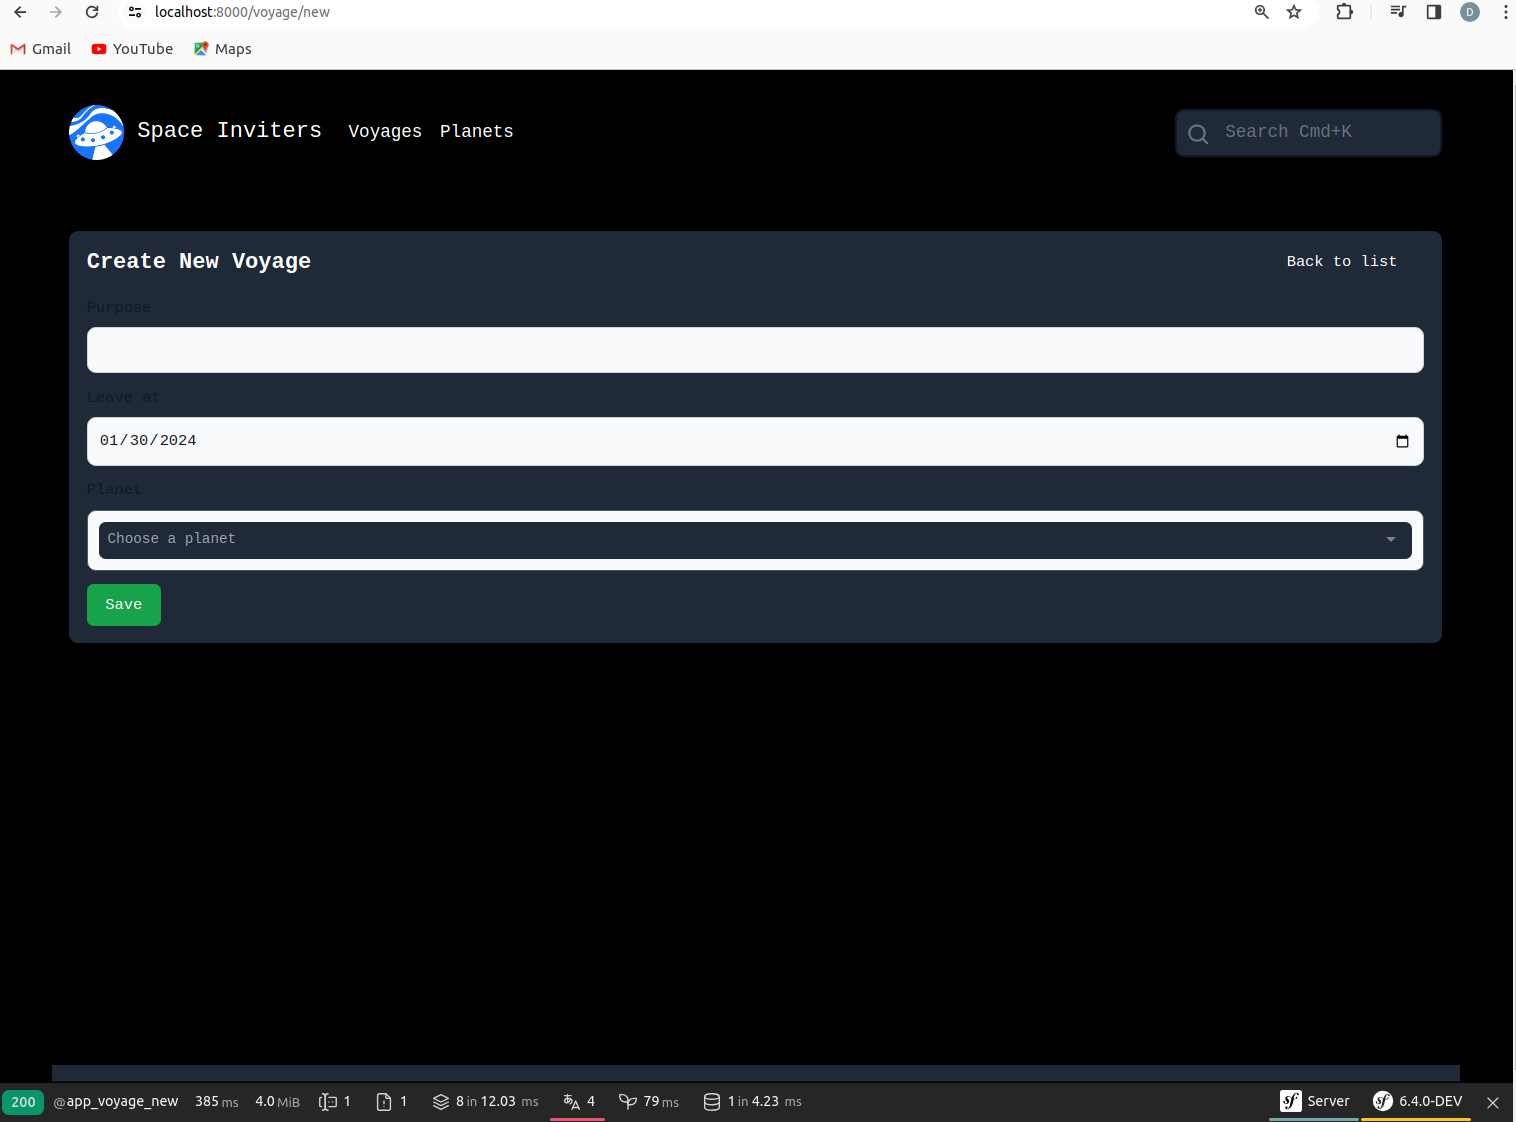 localhost:8000/voyage/new
D
Gmail YouTube Maps
Space Inviters Voyages Planets Search Cmd+K
Create New Voyage Back to list
Purpose
Leave at
01/30/2024
Planet
Choose a planet
Save
200 @app_voyage_new 385 ms 4.0 MiB 1 1 8 in 12.03 ms 4 79 ms 1 in 4.23 ms sf Server sf 6.4.0-DEV